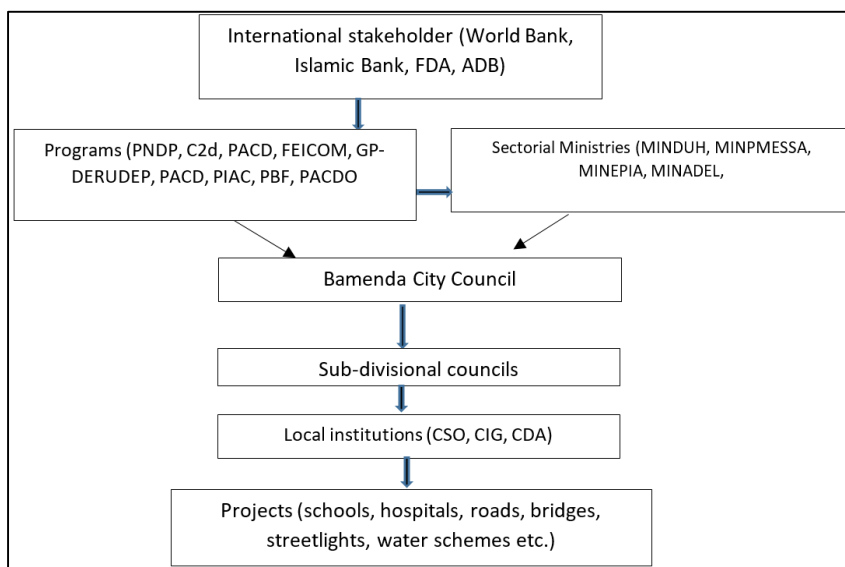 International stakeholder (World Bank,
Islamic Bank, FDA, ADB)
Programs (PNDP, C2d, PACD, FEICOM, GP-
DERUDEP, PACD, PIAC, PBF, PACDO
Sectorial Ministries (MINDUH, MINPMESSA,
MINEPIA, MINADEL,
Bamenda City Council
Sub-divisional councils
Local institutions (CSO, CIG, CDA)
Projects (schools, hospitals, roads, bridges,
streetlights, water schemes etc.)